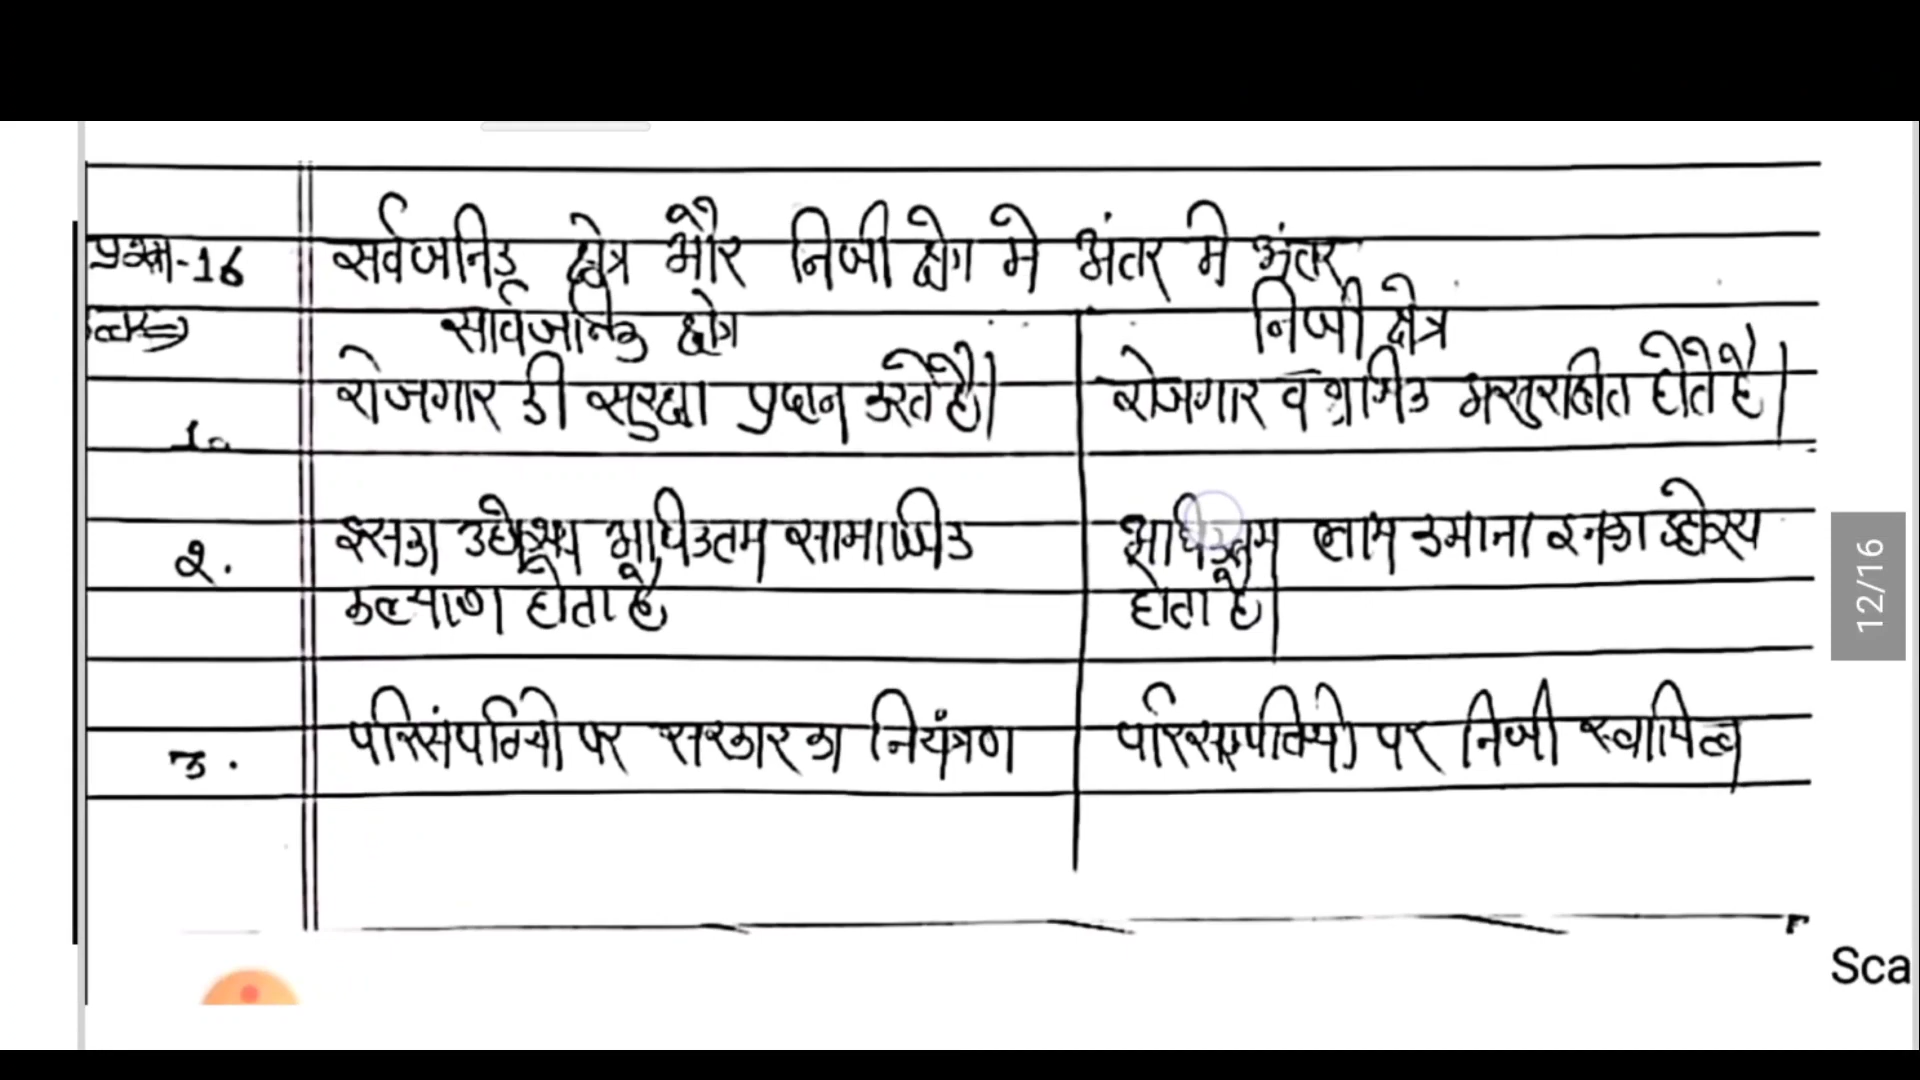 प्रश्न-16 सर्वजनिक क्षेत्र और निजी क्षेत्र मे अंतर मे अंतर
उत्तर⇒ सार्वजनिक क्षेत्र निजी क्षेत्र
1. रोजगार की सुरक्षा प्रदान करते है। रोजगार व श्रमिक असुरक्षित होते है।
2. इसका उद्देश्य अधिकतम सामाजिक अधिकतम लाभ कमाना इनका उद्देश्य
कल्याण होता है होता है।
3. परिसंपत्तियो पर सरकार का नियंत्रण परिसम्पत्तियो पर निजी स्वामित्व
12/16
Sca